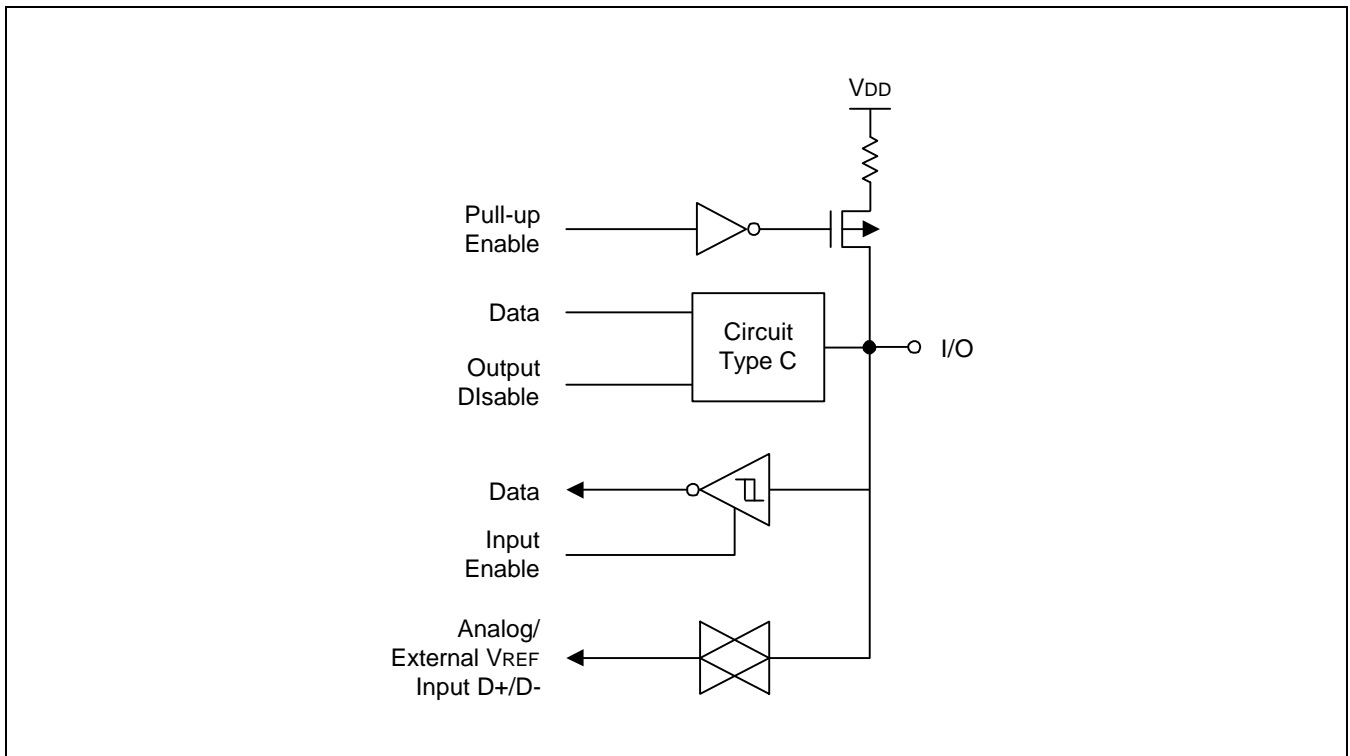 VDD
Pull-up
Enable
Data
Circuit
Type C
I/O
Output
DIsable
Data
Input
Enable
Analog/
External VREF
Input D+/D-